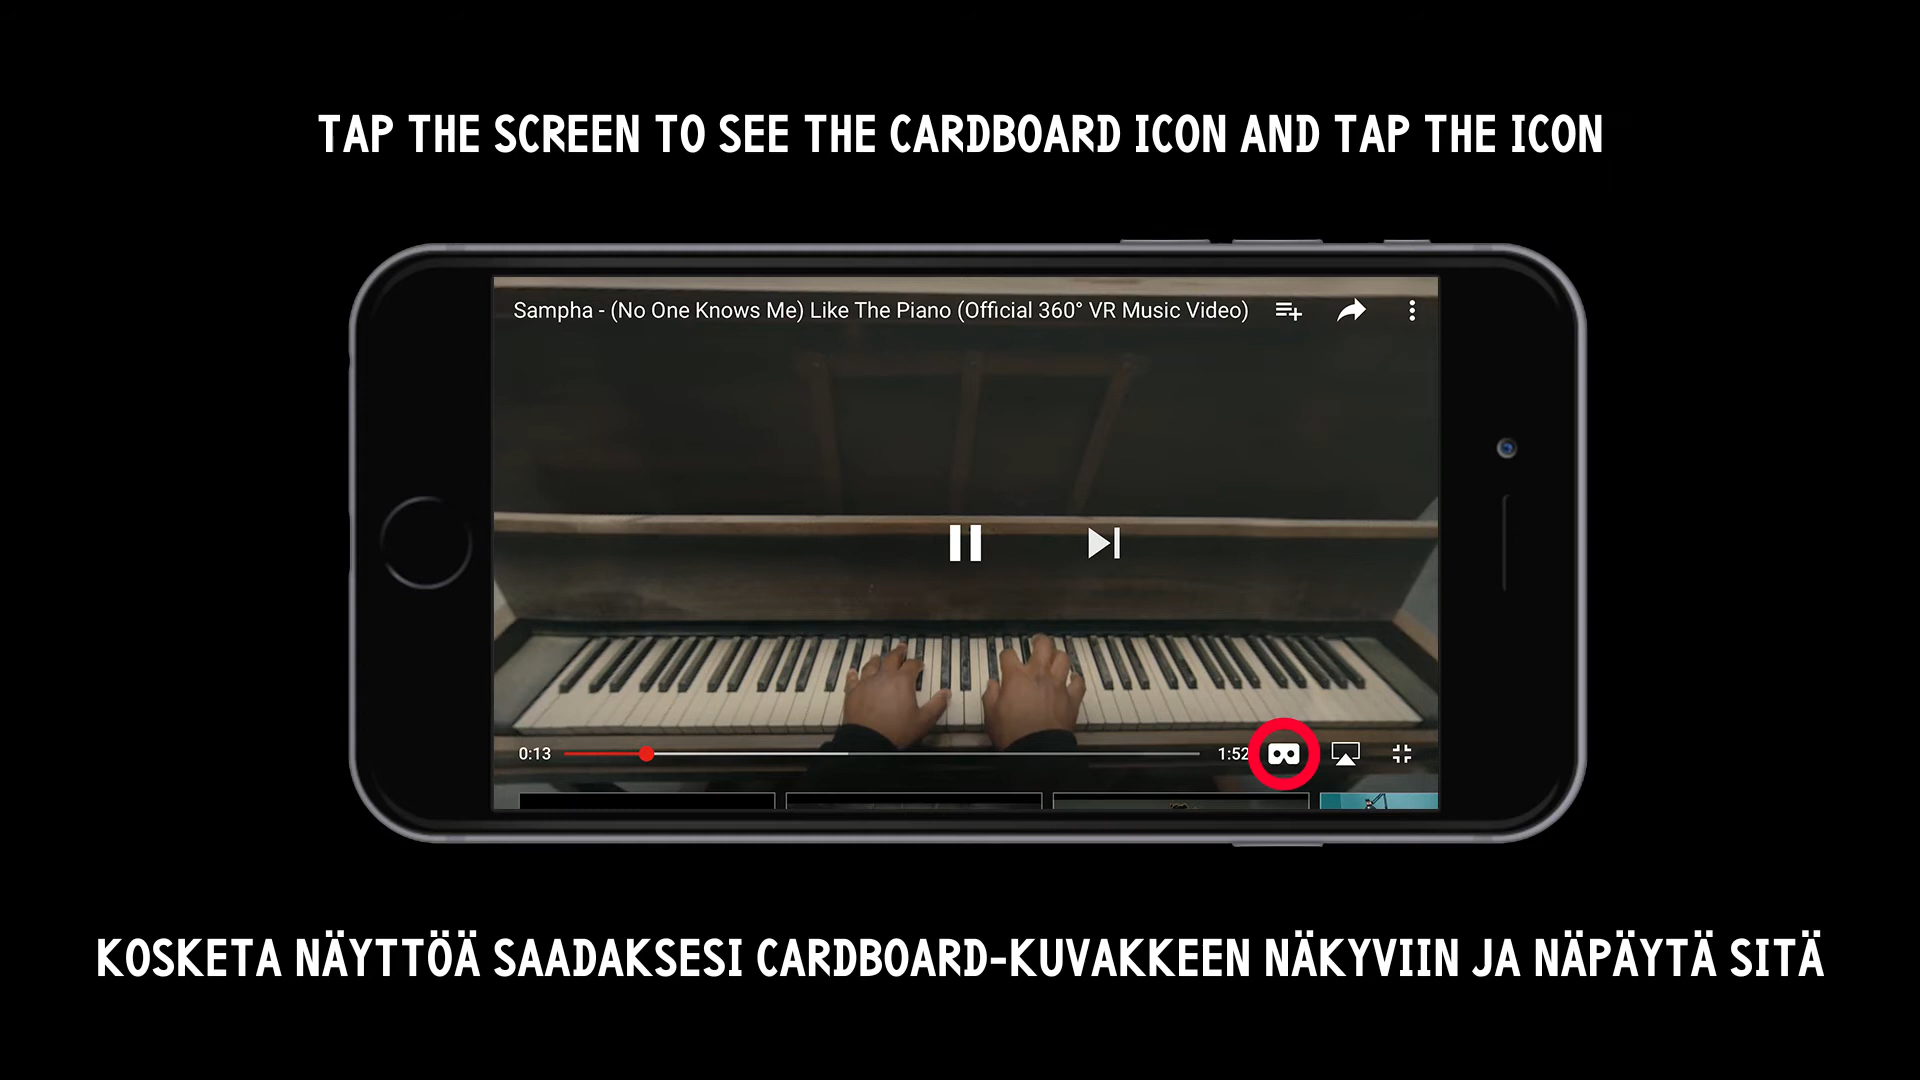 TAP THE SCREEN TO SEE THE CARDBOARD ICON AND TAP THE ICON
Sampha - (No One Knows Me) Like The Piano (Official 360° VR Music Video)
0:13
1:52
KOSKETA NÄYTTÖÄ SAADAKSESI CARDBOARD-KUVAKKEEN NÄKYVIIN JA NÄPÄYTÄ SITÄ